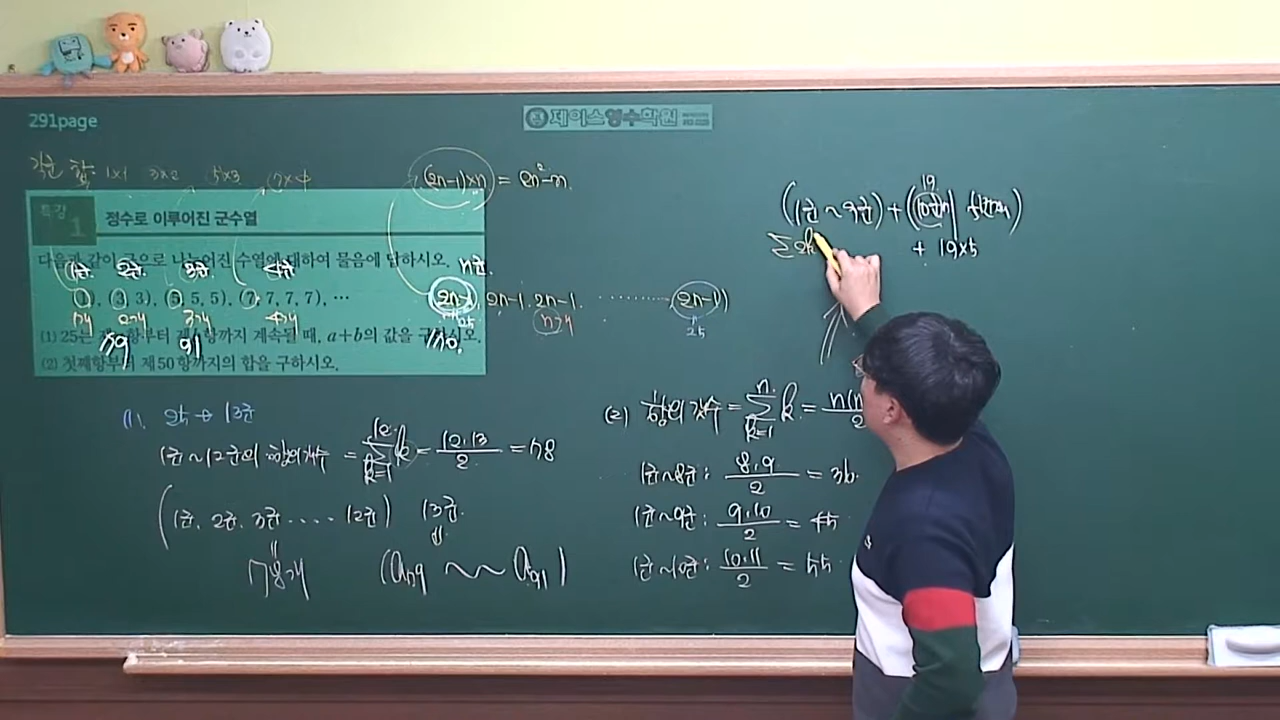 291page
제이스영수학원
각군 합: 1×1 3×2 5×3 7×4
(2n-1)×n = 2n²-n
특강 1 정수로 이루어진 군수열
다음과 같이 군으로 나누어진 수열에 대하여 물음에 답하시오.
1군 2군 3군 4군 n군
(1), (3, 3), (5, 5, 5), (7, 7, 7, 7), ⋯
(2n-1, 2n-1, 2n-1, ⋯⋯ 2n-1)
1개 2개 3개 4개 n개
25
(1) 25는 제 항부터 제 항까지 계속될 때, a+b의 값을 구하시오.
79 91 170
(2) 첫째항부터 제50항까지의 합을 구하시오.
(1). 25 → 13군
1군~12군의 항의개수 = ∑ k = 12.13/2 = 78
k=1
(1군, 2군, 3군 ⋯⋯ 12군) 13군
78개 (a79 ~~ a91)
(1군~9군) + (10군에 5번째)
19
∑2k + 19×5
(2) 항의 갯수 = ∑ k = n(n /2
n
k=1
1군~8군: 8.9/2 = 36
1군~9군: 9.10/2 = 45
1군~10군: 10.11/2 = 55